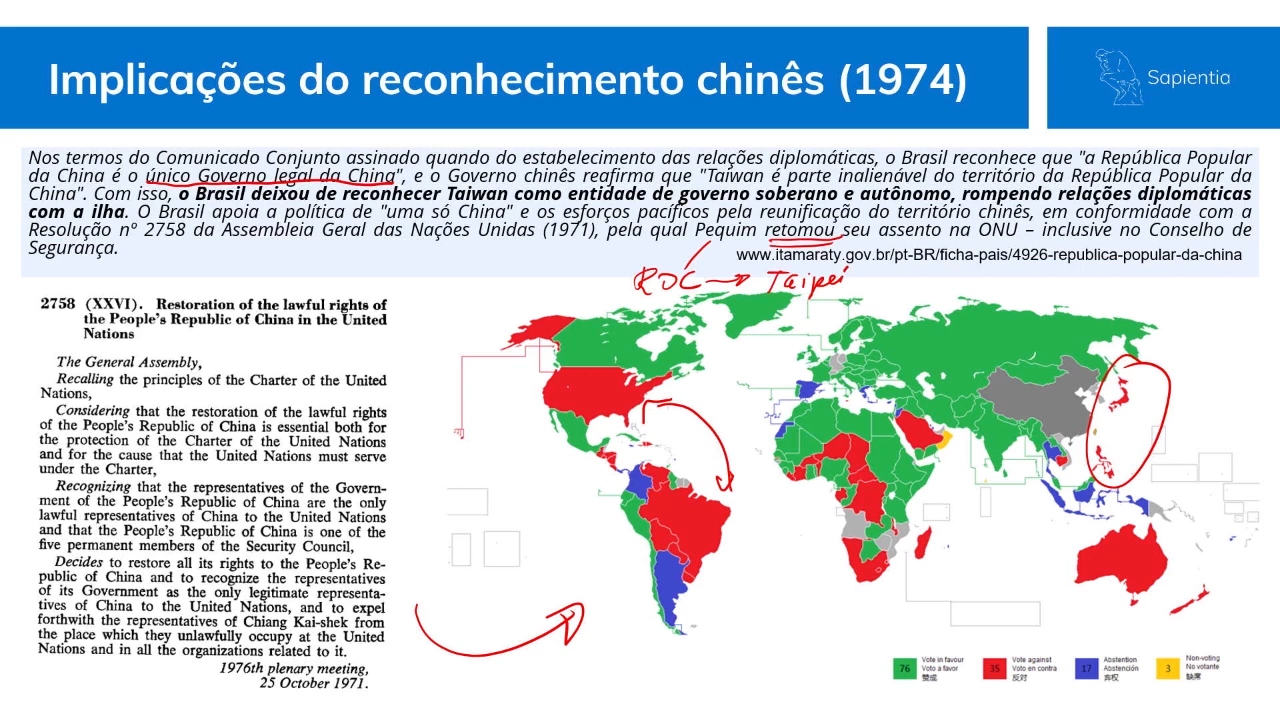 Implicações do reconhecimento chinês (1974)
Sapientia
Nos termos do Comunicado Conjunto assinado quando do estabelecimento das relações diplomáticas, o Brasil reconhece que "a República Popular
da China é o único Governo legal da China", e o Governo chinês reafirma que "Taiwan é parte inalienável do território da República Popular da
China". Com isso, o Brasil deixou de reconhecer Taiwan como entidade de governo soberano e autônomo, rompendo relações diplomáticas
com a ilha. O Brasil apoia a política de "uma só China" e os esforços pacíficos pela reunificação do território chinês, em conformidade com a
Resolução nº 2758 da Assembleia Geral das Nações Unidas (1971), pela qual Pequim retomou seu assento na ONU – inclusive no Conselho de
Segurança.
www.itamaraty.gov.br/pt-BR/ficha-pais/4926-republica-popular-da-china
ROC → Taipei
2758 (XXVI). Restoration of the lawful rights of
the People's Republic of China in the United
Nations
The General Assembly,
Recalling the principles of the Charter of the United
Nations,
Considering that the restoration of the lawful rights
of the People's Republic of China is essential both for
the protection of the Charter of the United Nations
and for the cause that the United Nations must serve
under the Charter,
Recognizing that the representatives of the Govern-
ment of the People's Republic of China are the only
lawful representatives of China to the United Nations
and that the People's Republic of China is one of the
five permanent members of the Security Council,
Decides to restore all its rights to the People's Re-
public of China and to recognize the representatives
of its Government as the only legitimate representa-
tives of China to the United Nations, and to expel
forthwith the representatives of Chiang Kai-shek from
the place which they unlawfully occupy at the United
Nations and in all the organizations related to it.
1976th plenary meeting,
25 October 1971.
76
Vote in favour
Voto a favor
贊成
35
Vote against
Voto en contra
反対
17
Abstention
Abstención
弃权
3
Non-voting
No votante
缺席